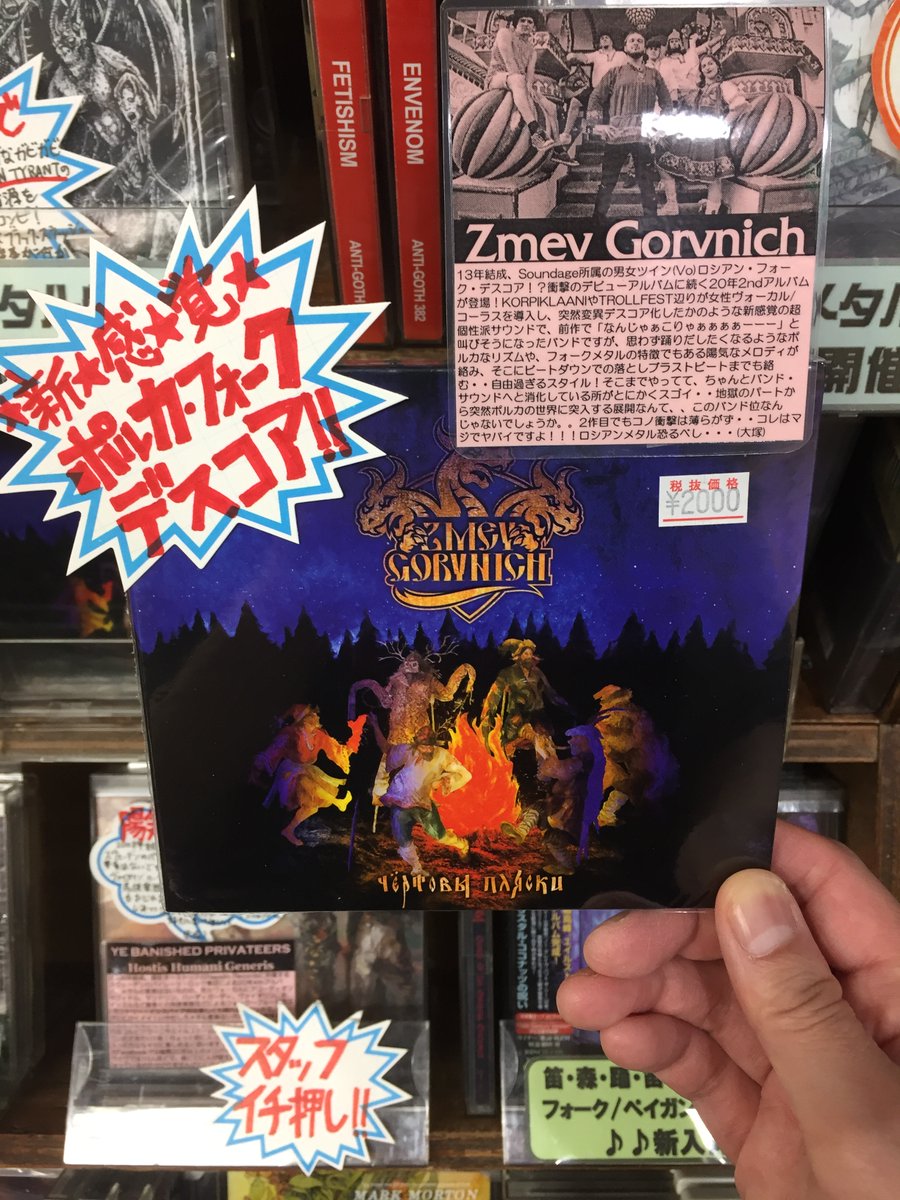 FETISHISM
ANTI-GOTH
ENVENOM
ANTI-GOTH 382
TYRANTの
Zmey Gorynich
13年結成、Soundage所属の男女ツイン(Vo)ロシアン・フォー
ク・デスコア！？衝撃のデビューアルバムに続く20年2ndアルバム
が登場！KORPIKLAANIやTROLLFEST辺りが女性ヴォーカル/
コーラスを導入し、突然変異デスコア化したかのような新感覚の超
個性派サウンドで、前作で「なんじゃぁこりゃぁぁぁぁーーー」と
叫びそうになったバンドですが、思わず踊りだしたくなるようなポ
ルカなリズムや、フォークメタルの特徴でもある陽気なメロディが
絡み、そこにビートダウンでの落としブラストビートまでも絡
む・・自由過ぎるスタイル！そこまでやってて、ちゃんとバンド・
サウンドへと消化している所がとにかくスゴイ・・地獄のパートから
突然ポルカの世界に突入する展開なんて、、このバンド位なん
じゃないでしょうか。。2作目でもコノ衝撃は薄らがず・・コレはマ
ジでヤバイですよ！！！ロシアンメタル恐るべし・・・(大塚)
★新★感★覚★
ポルカ・フォーク
デスコア!!
メタル
開催
税抜価格
¥2000
ZMEY
GORYNICH
чёртовы пляски
YE BANISHED PRIVATEERS
Hostis Humani Generis
スタッフ
イチ押し!!
フォーク/ペイガン
♪♪新入
MARK MORTON